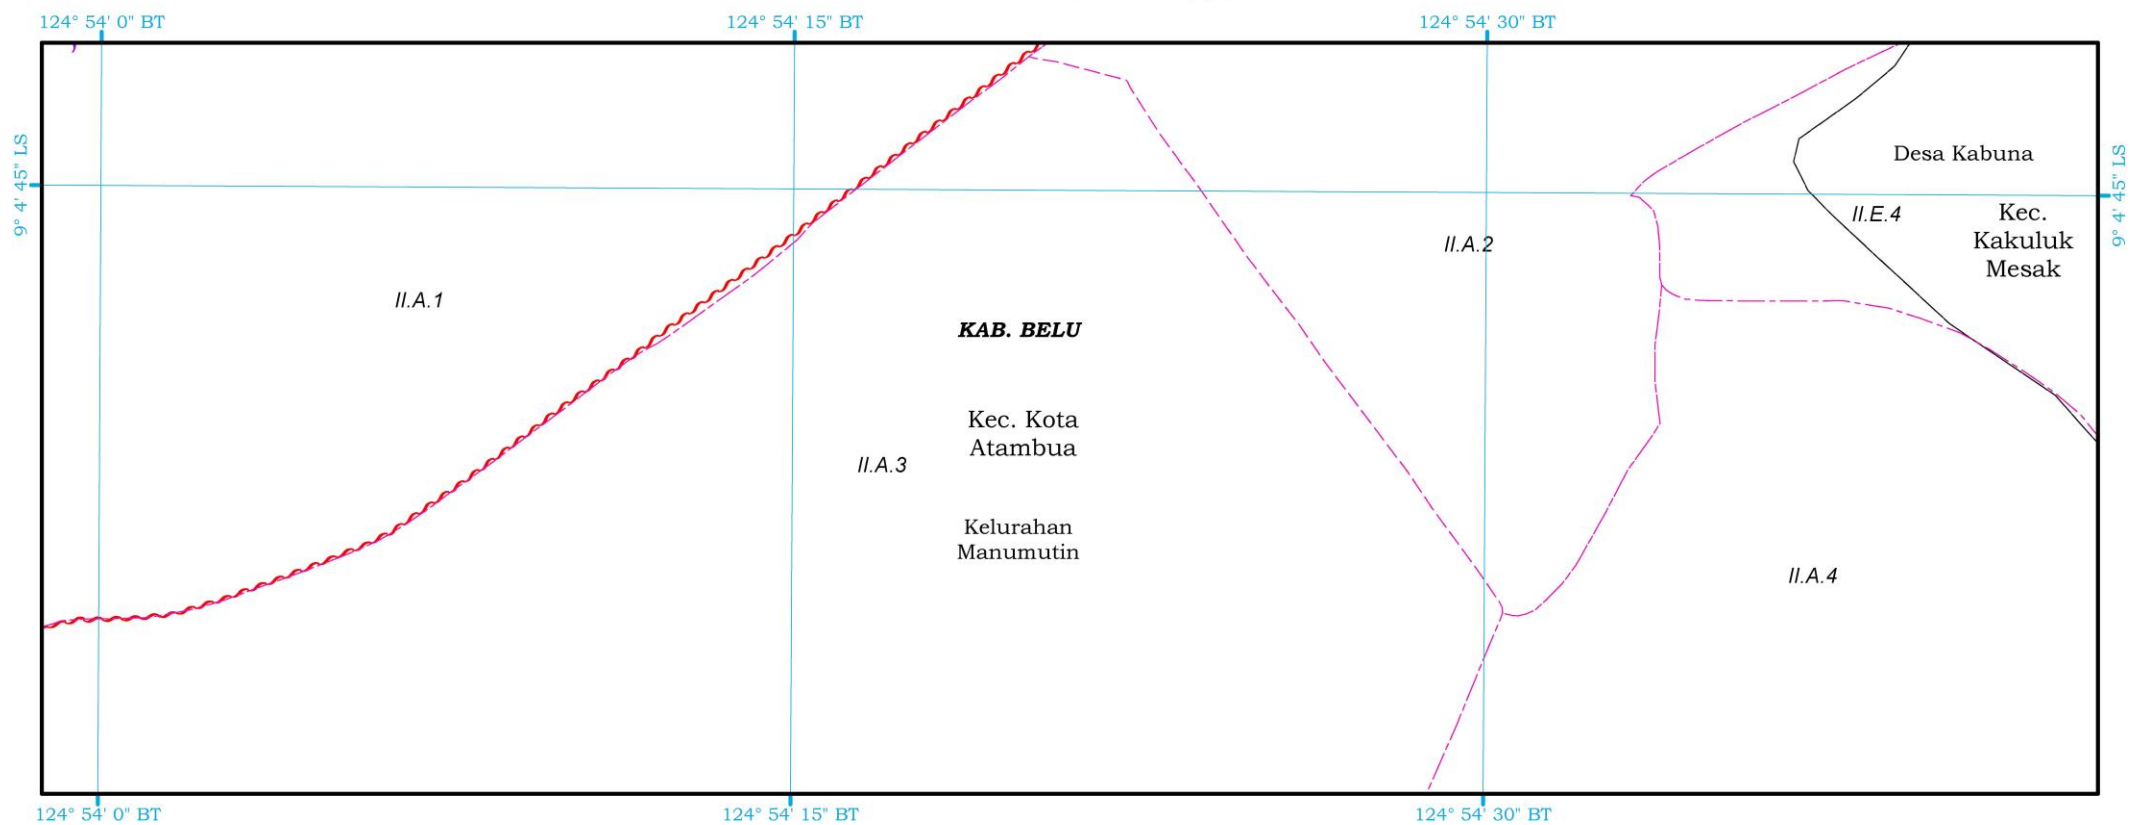 124° 54' 0" BT
124° 54' 15" BT
124° 54' 30" BT
9° 4' 45" LS
9° 4' 45" LS
Desa Kabuna
II.E.4
Kec.
Kakuluk
Mesak
II.A.2
II.A.1
KAB. BELU
Kec. Kota
Atambua
II.A.3
Kelurahan
Manumutin
II.A.4
124° 54' 0" BT
124° 54' 15" BT
124° 54' 30" BT